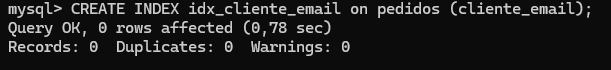 mysql> CREATE INDEX idx_cliente_email on pedidos (cliente_email);
Query OK, 0 rows affected (0,78 sec)
Records: 0  Duplicates: 0  Warnings: 0